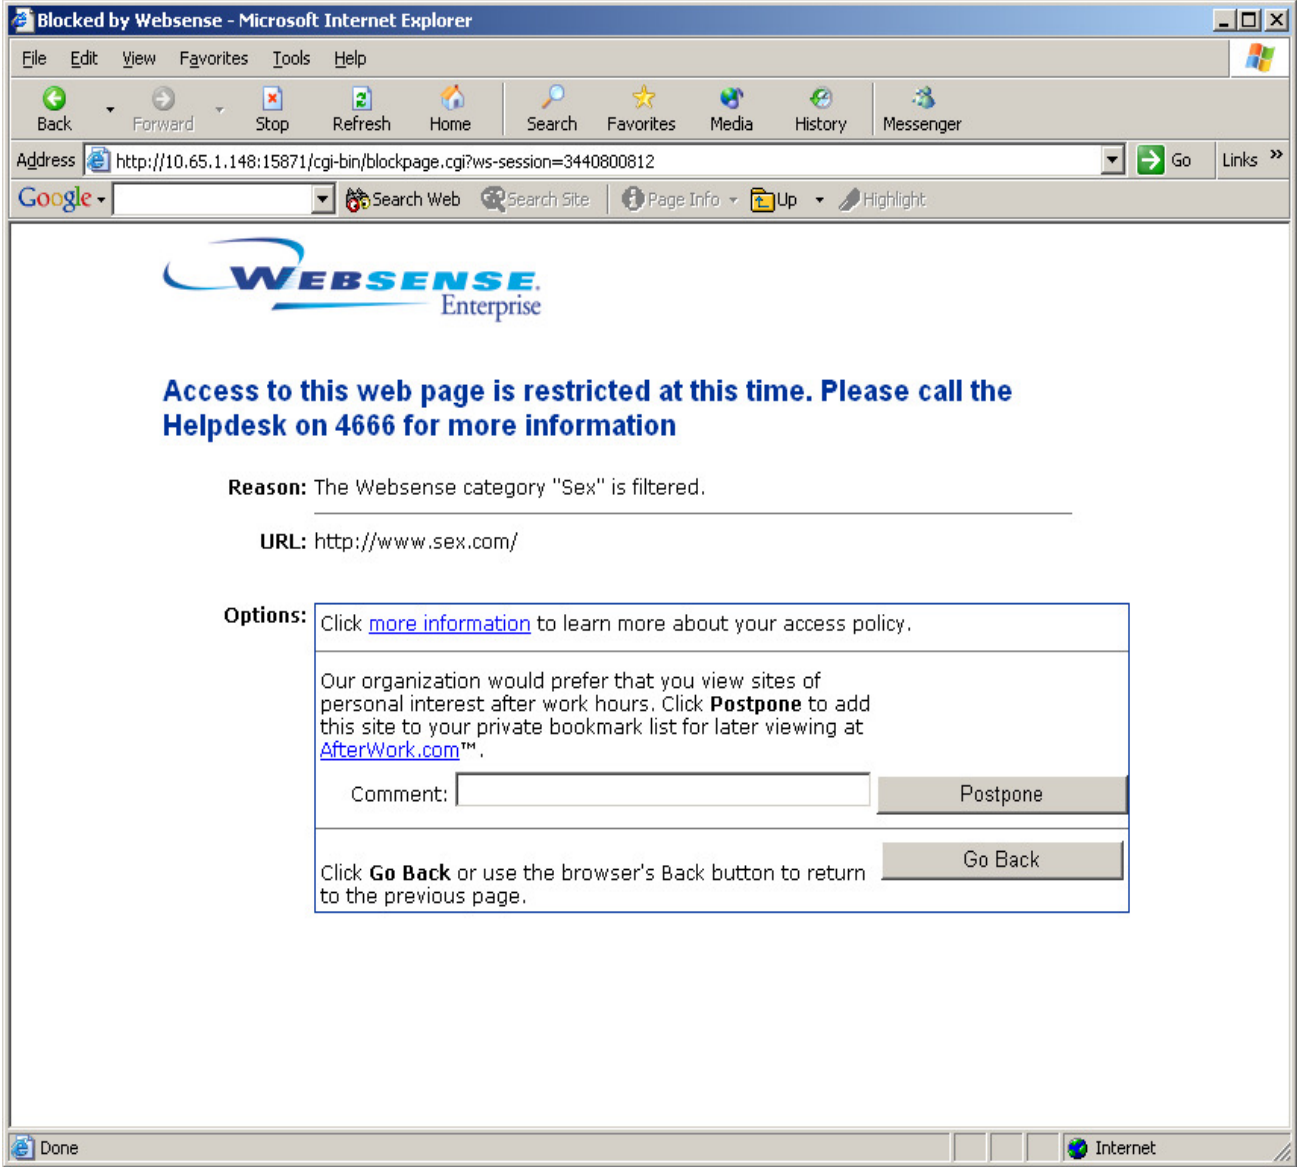 Blocked by Websense - Microsoft Internet Explorer
File Edit View Favorites Tools Help
Back Forward Stop Refresh Home Search Favorites Media History Messenger
Address http://10.65.1.148:15871/cgi-bin/blockpage.cgi?ws-session=3440800812 Go Links »
Google Search Web Search Site Page Info Up Highlight
WEBSENSE.
Enterprise
Access to this web page is restricted at this time. Please call the
Helpdesk on 4666 for more information
Reason: The Websense category "Sex" is filtered.
URL: http://www.sex.com/
Options: Click more information to learn more about your access policy.
Our organization would prefer that you view sites of
personal interest after work hours. Click Postpone to add
this site to your private bookmark list for later viewing at
AfterWork.com™.
Comment: Postpone
Go Back
Click Go Back or use the browser's Back button to return
to the previous page.
Done Internet